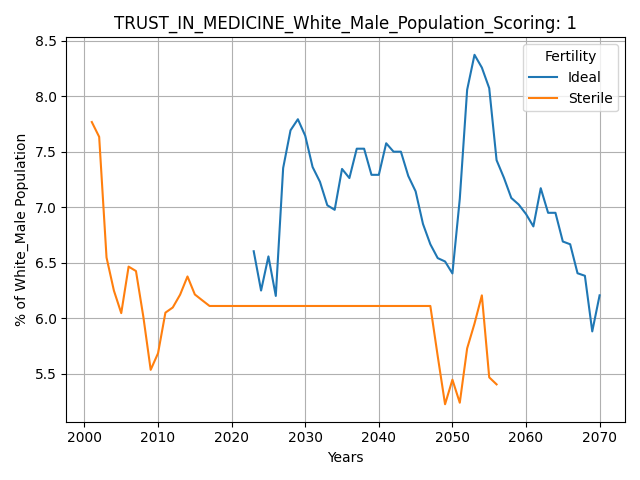 TRUST_IN_MEDICINE_White_Male_Population_Scoring: 1
8.5
8.0
7.5
7.0
6.5
6.0
5.5
% of White_Male Population
Fertility
Ideal
Sterile
2000 2010 2020 2030 2040 2050 2060 2070
Years